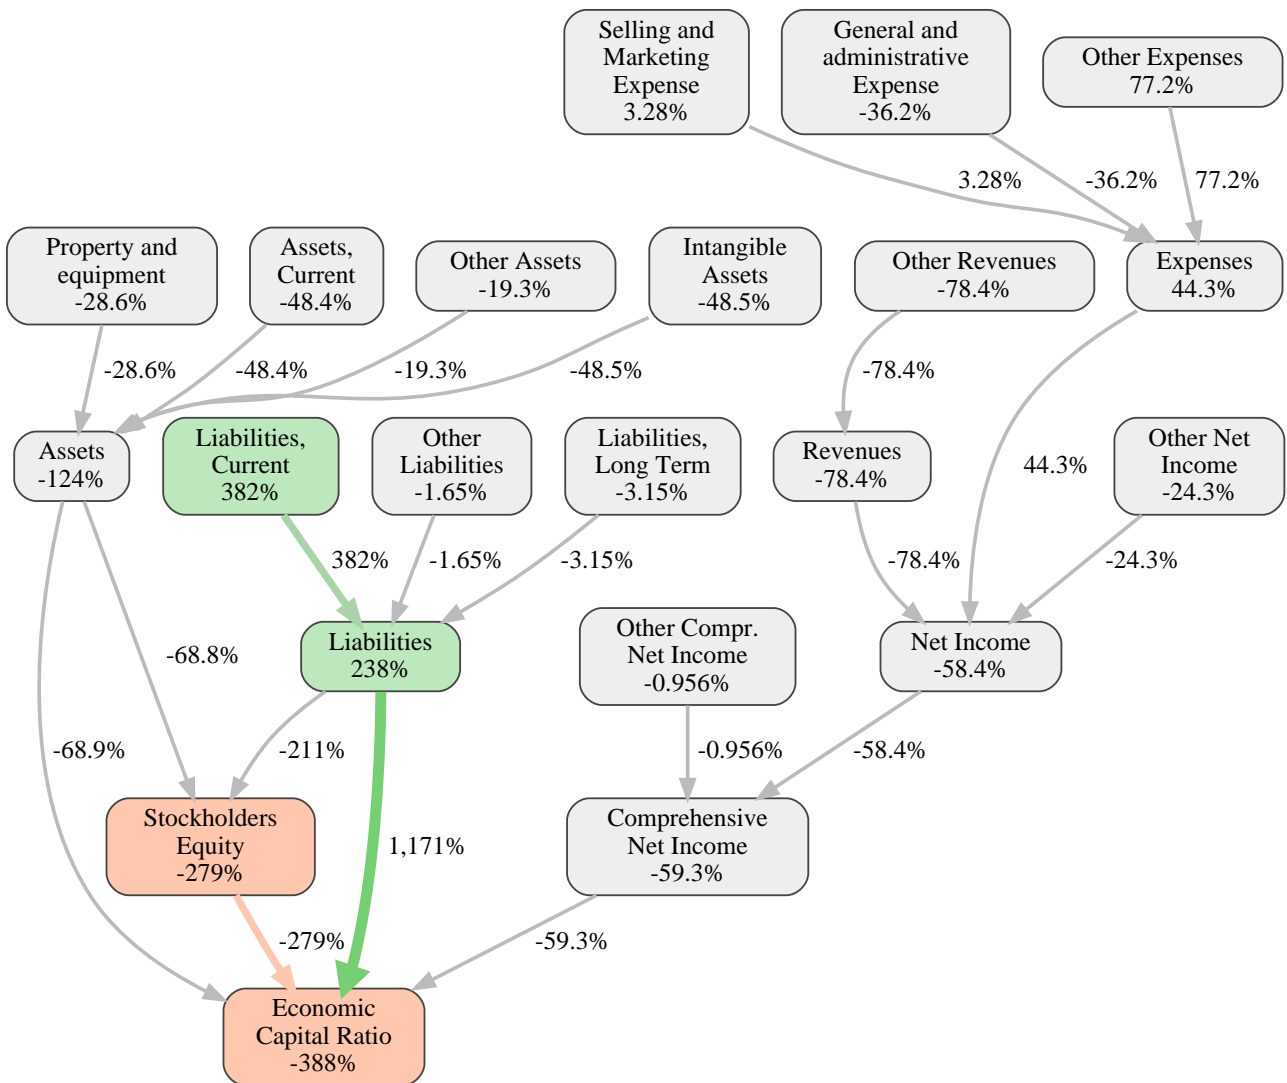 Selling and
Marketing
Expense
3.28%
General and
administrative
Expense
-36.2%
Other Expenses
77.2%
3.28%
-36.2%
77.2%
Property and
equipment
-28.6%
Assets,
Current
-48.4%
Other Assets
-19.3%
Intangible
Assets
-48.5%
Other Revenues
-78.4%
Expenses
44.3%
-28.6%
-48.4%
-19.3%
-48.5%
-78.4%
Assets
-124%
Liabilities,
Current
382%
Other
Liabilities
-1.65%
Liabilities,
Long Term
-3.15%
Revenues
-78.4%
44.3%
Other Net
Income
-24.3%
382%
-1.65%
-3.15%
-78.4%
-24.3%
-68.8%
Liabilities
238%
Other Compr.
Net Income
-0.956%
Net Income
-58.4%
-68.9%
-211%
-0.956%
-58.4%
Stockholders
Equity
-279%
1,171%
Comprehensive
Net Income
-59.3%
-279%
-59.3%
Economic
Capital Ratio
-388%